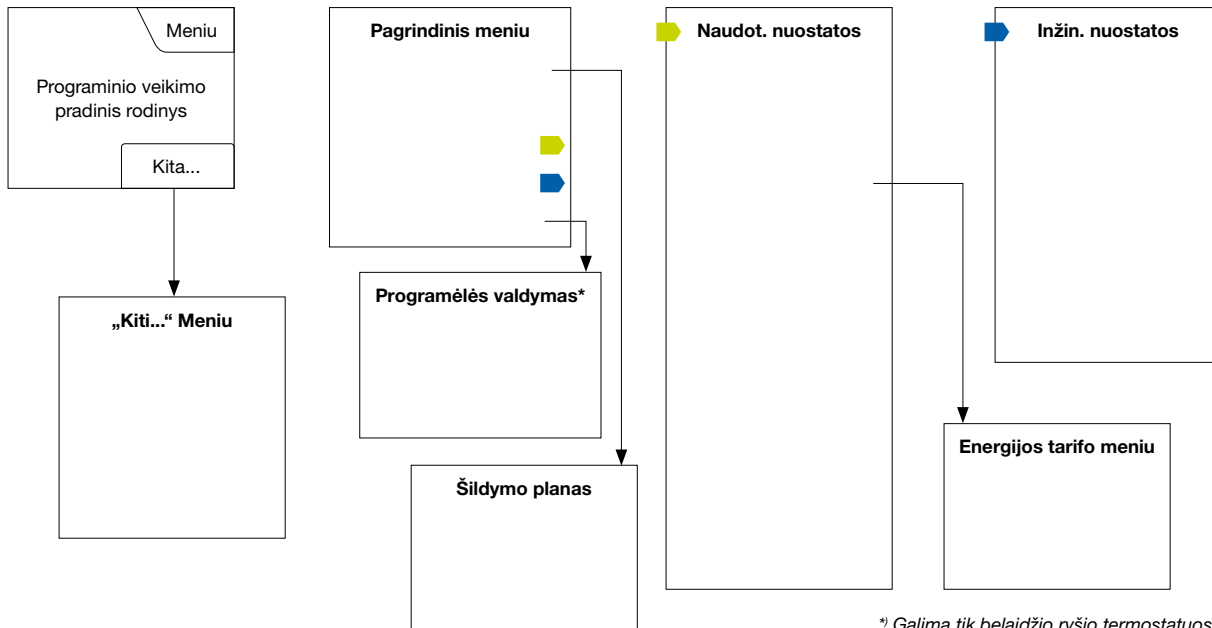 Meniu
Programinio veikimo
pradinis rodinys
Kita...
„Kiti...“ Meniu
Pagrindinis meniu
Programėlės valdymas*
Šildymo planas
Naudot. nuostatos
Inžin. nuostatos
Energijos tarifo meniu
*) Galima tik belaidžio ryšio termostatuos